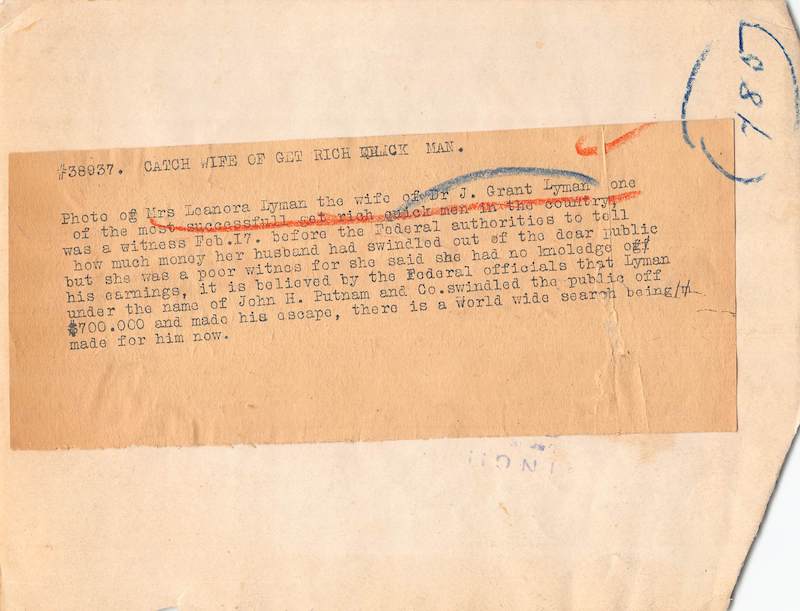 780
#38937. CATCH WIFE OF GET RICH QUICK MAN.
Photo of Mrs Leanora Lyman the wife of Dr J. Grant Lyman one
of the most successfull get rich quick men in the country,
was a witness Feb.17. before the Federal authorities to tell
how much money her husband had swindled out of the dear public
but she was a poor witnes for she said she had no knoledge off
his earnings, it is believed by the Federal officials that Lyman
under the name of John H. Putnam and Co.swindled the public off
$700.000 and made his escape, there is a world wide search being
made for him now.